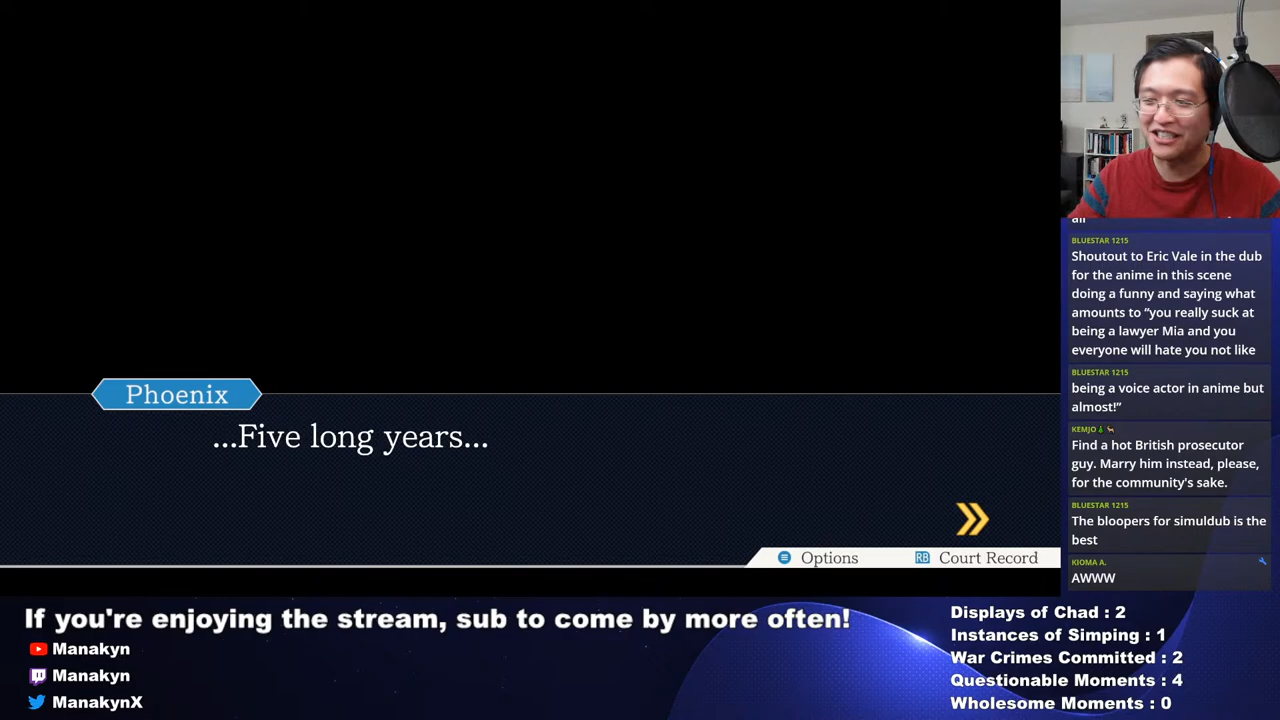 Phoenix
...Five long years...
Options
RB Court Record
all
BLUESTAR 1215
Shoutout to Eric Vale in the dub
for the anime in this scene
doing a funny and saying what
amounts to “you really suck at
being a lawyer Mia and you
everyone will hate you not like
BLUESTAR 1215
being a voice actor in anime but
almost!”
KEMJO
Find a hot British prosecutor
guy. Marry him instead, please,
for the community's sake.
BLUESTAR 1215
The bloopers for simuldub is the
best
KIOMA A.
AWWW
If you're enjoying the stream, sub to come by more often!
Manakyn
Manakyn
ManakynX
Displays of Chad : 2
Instances of Simping : 1
War Crimes Committed : 2
Questionable Moments : 4
Wholesome Moments : 0